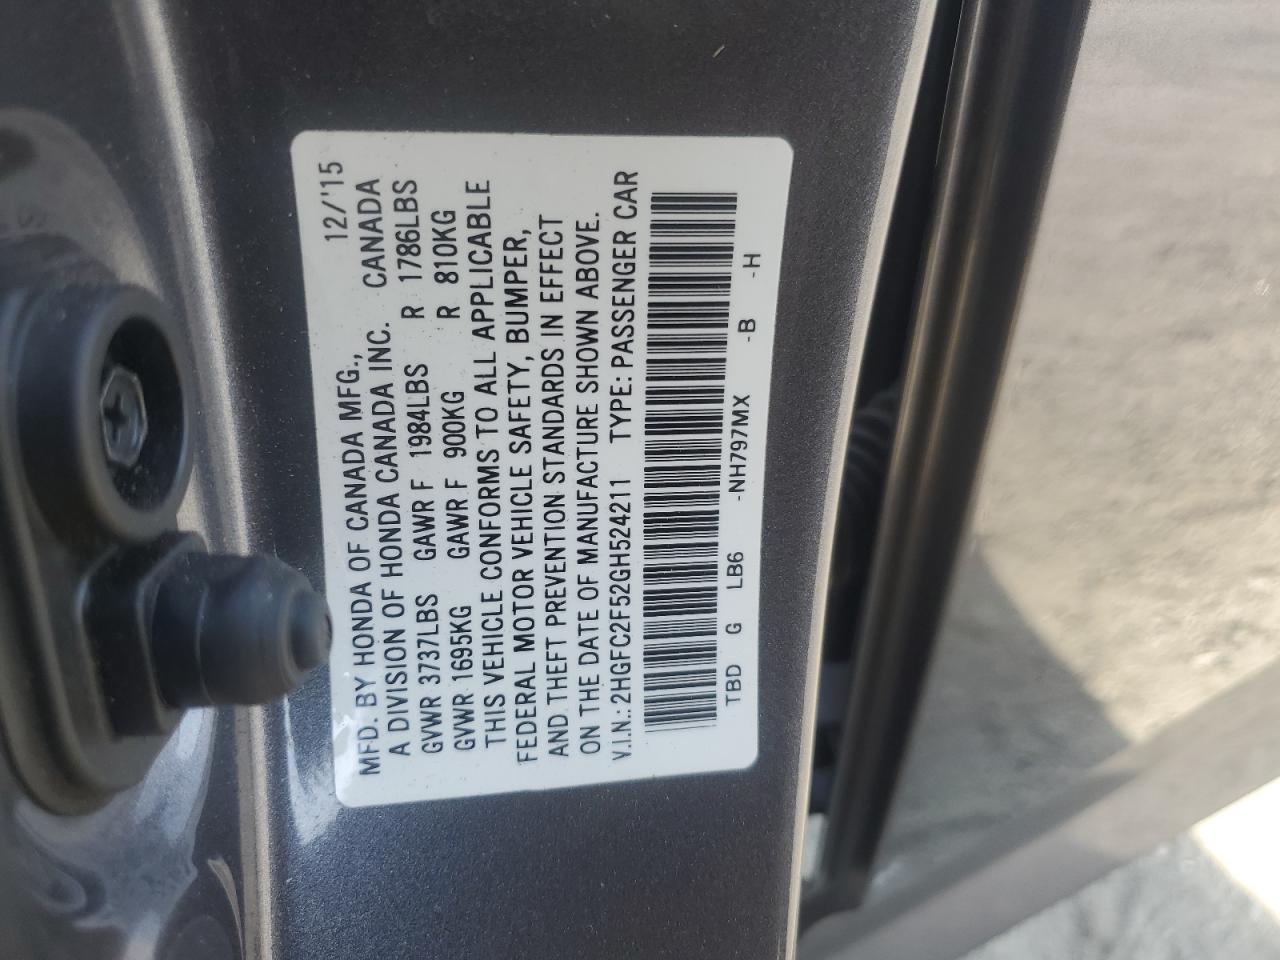 MFD. BY HONDA OF CANADA MFG., 12/'15
A DIVISION OF HONDA CANADA INC. CANADA
GVWR 3737LBS GAWR F 1984LBS R 1786LBS
GVWR 1695KG GAWR F 900KG R 810KG
THIS VEHICLE CONFORMS TO ALL APPLICABLE
FEDERAL MOTOR VEHICLE SAFETY, BUMPER,
AND THEFT PREVENTION STANDARDS IN EFFECT
ON THE DATE OF MANUFACTURE SHOWN ABOVE.
V.I.N.: 2HGFC2F52GH524211 TYPE: PASSENGER CAR
TBD G LB6 -NH797MX -B -H